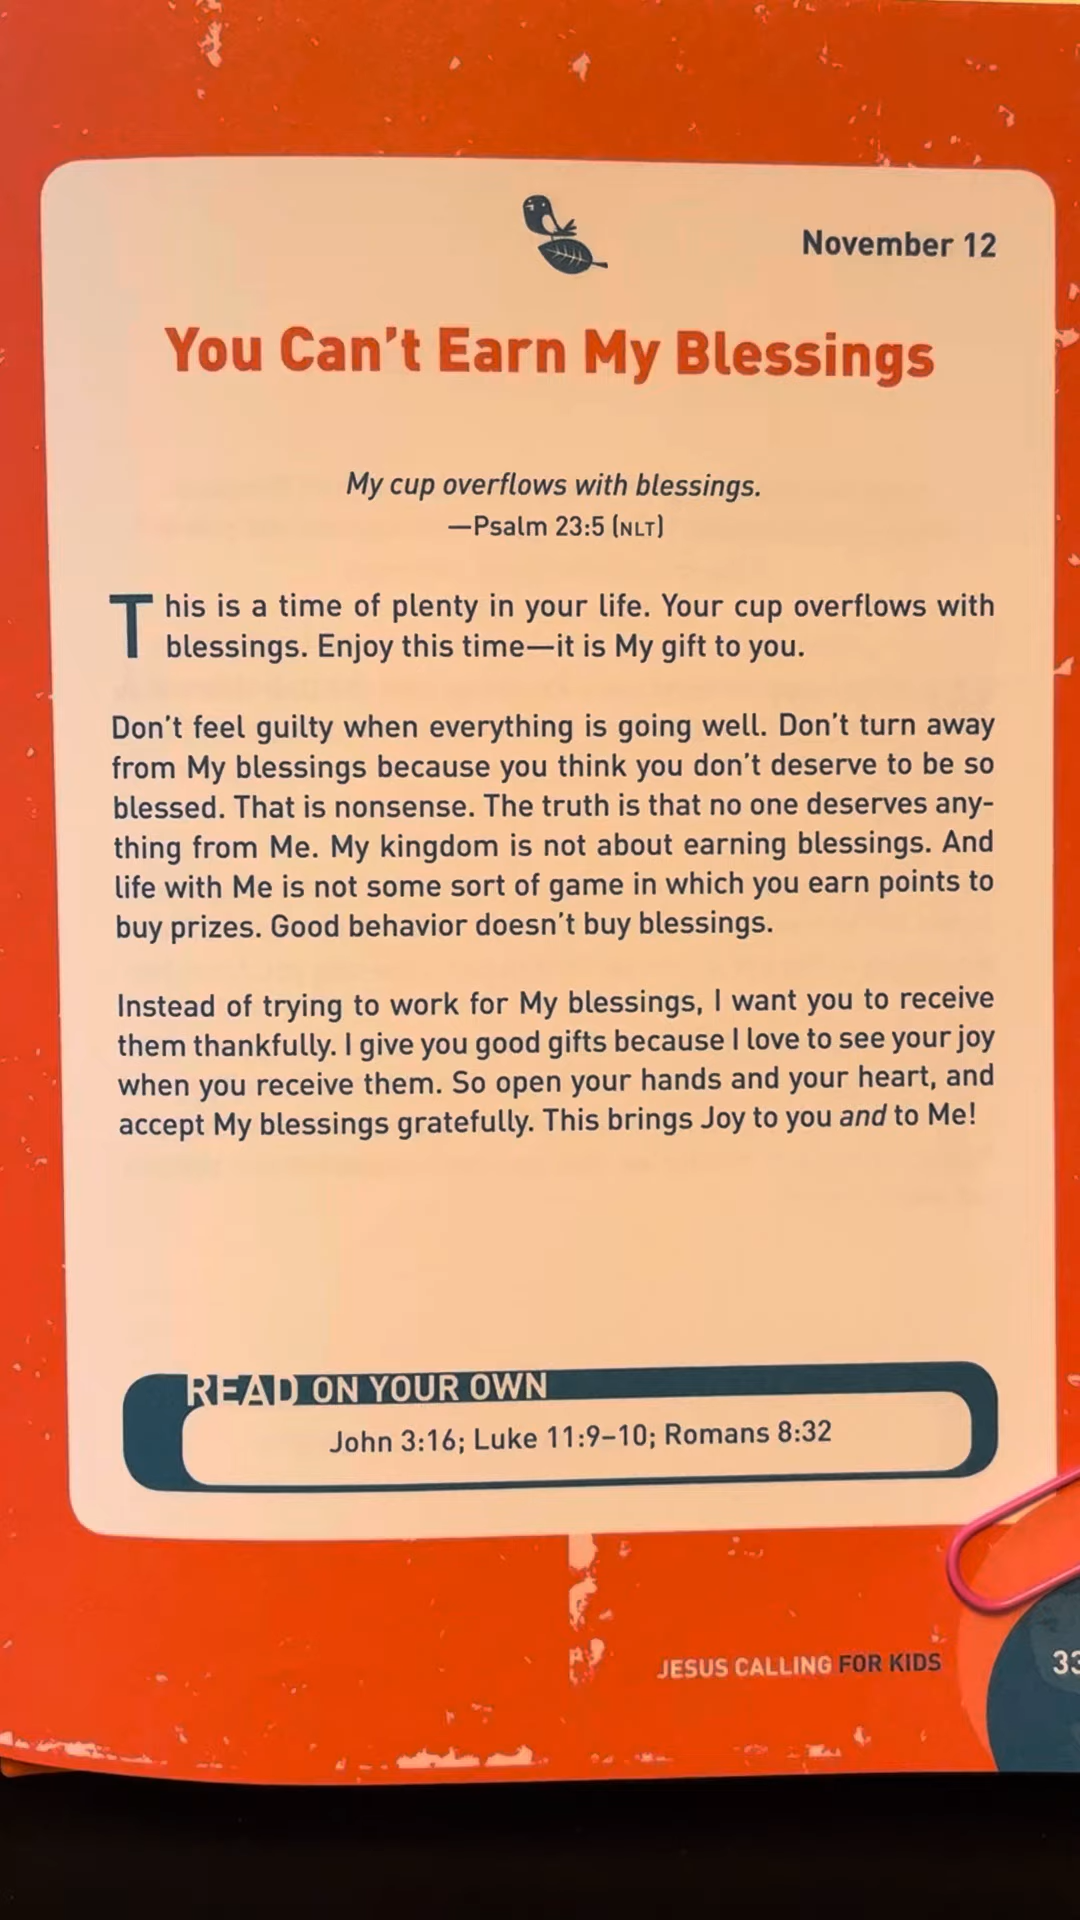 November 12
You Can't Earn My Blessings
My cup overflows with blessings.
—Psalm 23:5 (NLT)
This is a time of plenty in your life. Your cup overflows with
blessings. Enjoy this time—it is My gift to you.
Don't feel guilty when everything is going well. Don't turn away
from My blessings because you think you don't deserve to be so
blessed. That is nonsense. The truth is that no one deserves any-
thing from Me. My kingdom is not about earning blessings. And
life with Me is not some sort of game in which you earn points to
buy prizes. Good behavior doesn't buy blessings.
Instead of trying to work for My blessings, I want you to receive
them thankfully. I give you good gifts because I love to see your joy
when you receive them. So open your hands and your heart, and
accept My blessings gratefully. This brings Joy to you and to Me!
READ ON YOUR OWN
John 3:16; Luke 11:9–10; Romans 8:32
JESUS CALLING FOR KIDS